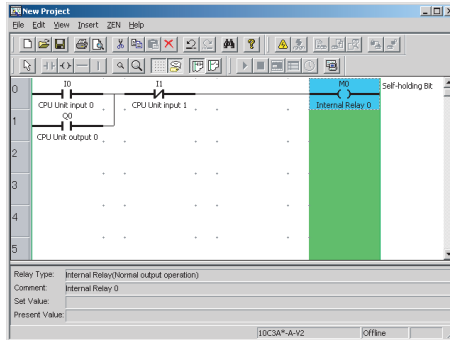 New Project
File Edit View Insert ZEN Help
0
I0
I1
M0
Self-holding Bit
CPU Unit input 0
CPU Unit input 1
Internal Relay 0
1
Q0
CPU Unit output 0
2
3
4
5
Relay Type: Internal Relay(Normal output operation)
Comment: Internal Relay 0
Set Value:
Present Value:
10C3A*-A-V2
Offline